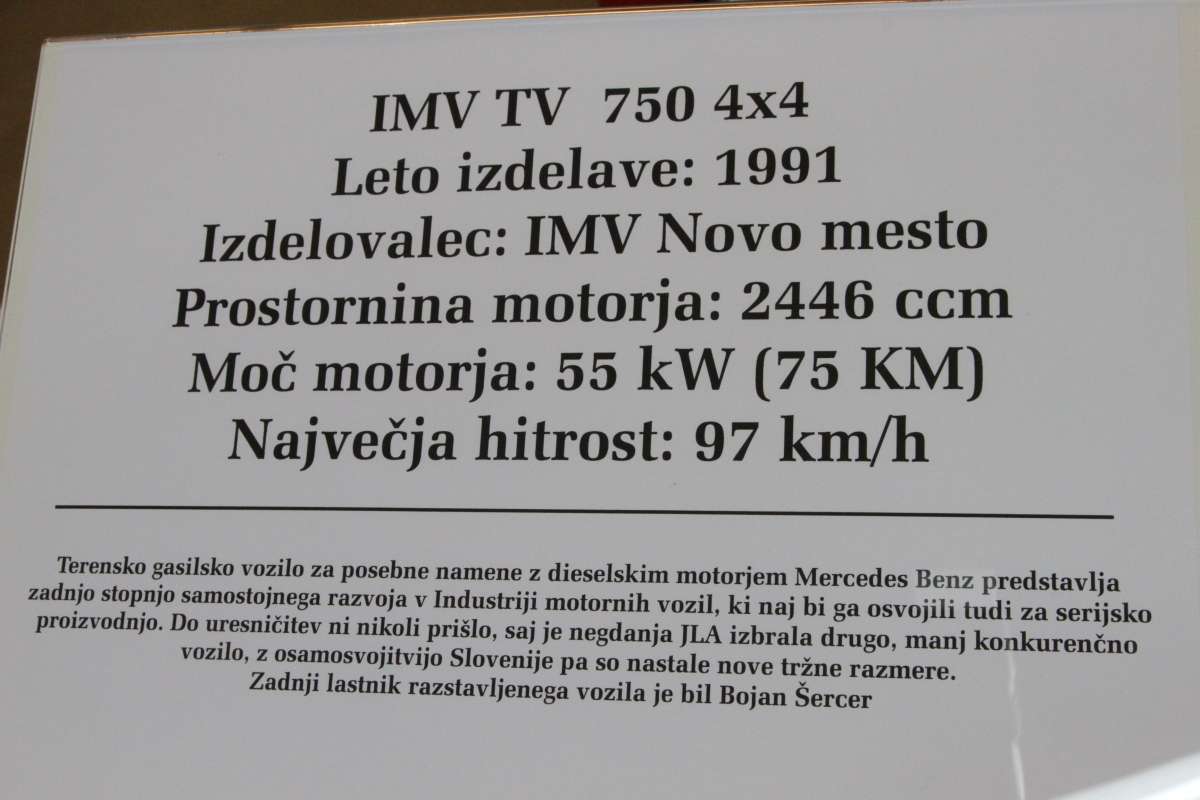 IMV TV 750 4x4
Leto izdelave: 1991
Izdelovalec: IMV Novo mesto
Prostornina motorja: 2446 ccm
Moč motorja: 55 kW (75 KM)
Največja hitrost: 97 km/h
Terensko gasilsko vozilo za posebne namene z dieselskim motorjem Mercedes Benz predstavlja
zadnjo stopnjo samostojnega razvoja v Industriji motornih vozil, ki naj bi ga osvojili tudi za serijsko
proizvodnjo. Do uresničitev ni nikoli prišlo, saj je negdanja JLA izbrala drugo, manj konkurenčno
vozilo, z osamosvojitvijo Slovenije pa so nastale nove tržne razmere.
Zadnji lastnik razstavljenega vozila je bil Bojan Šercer